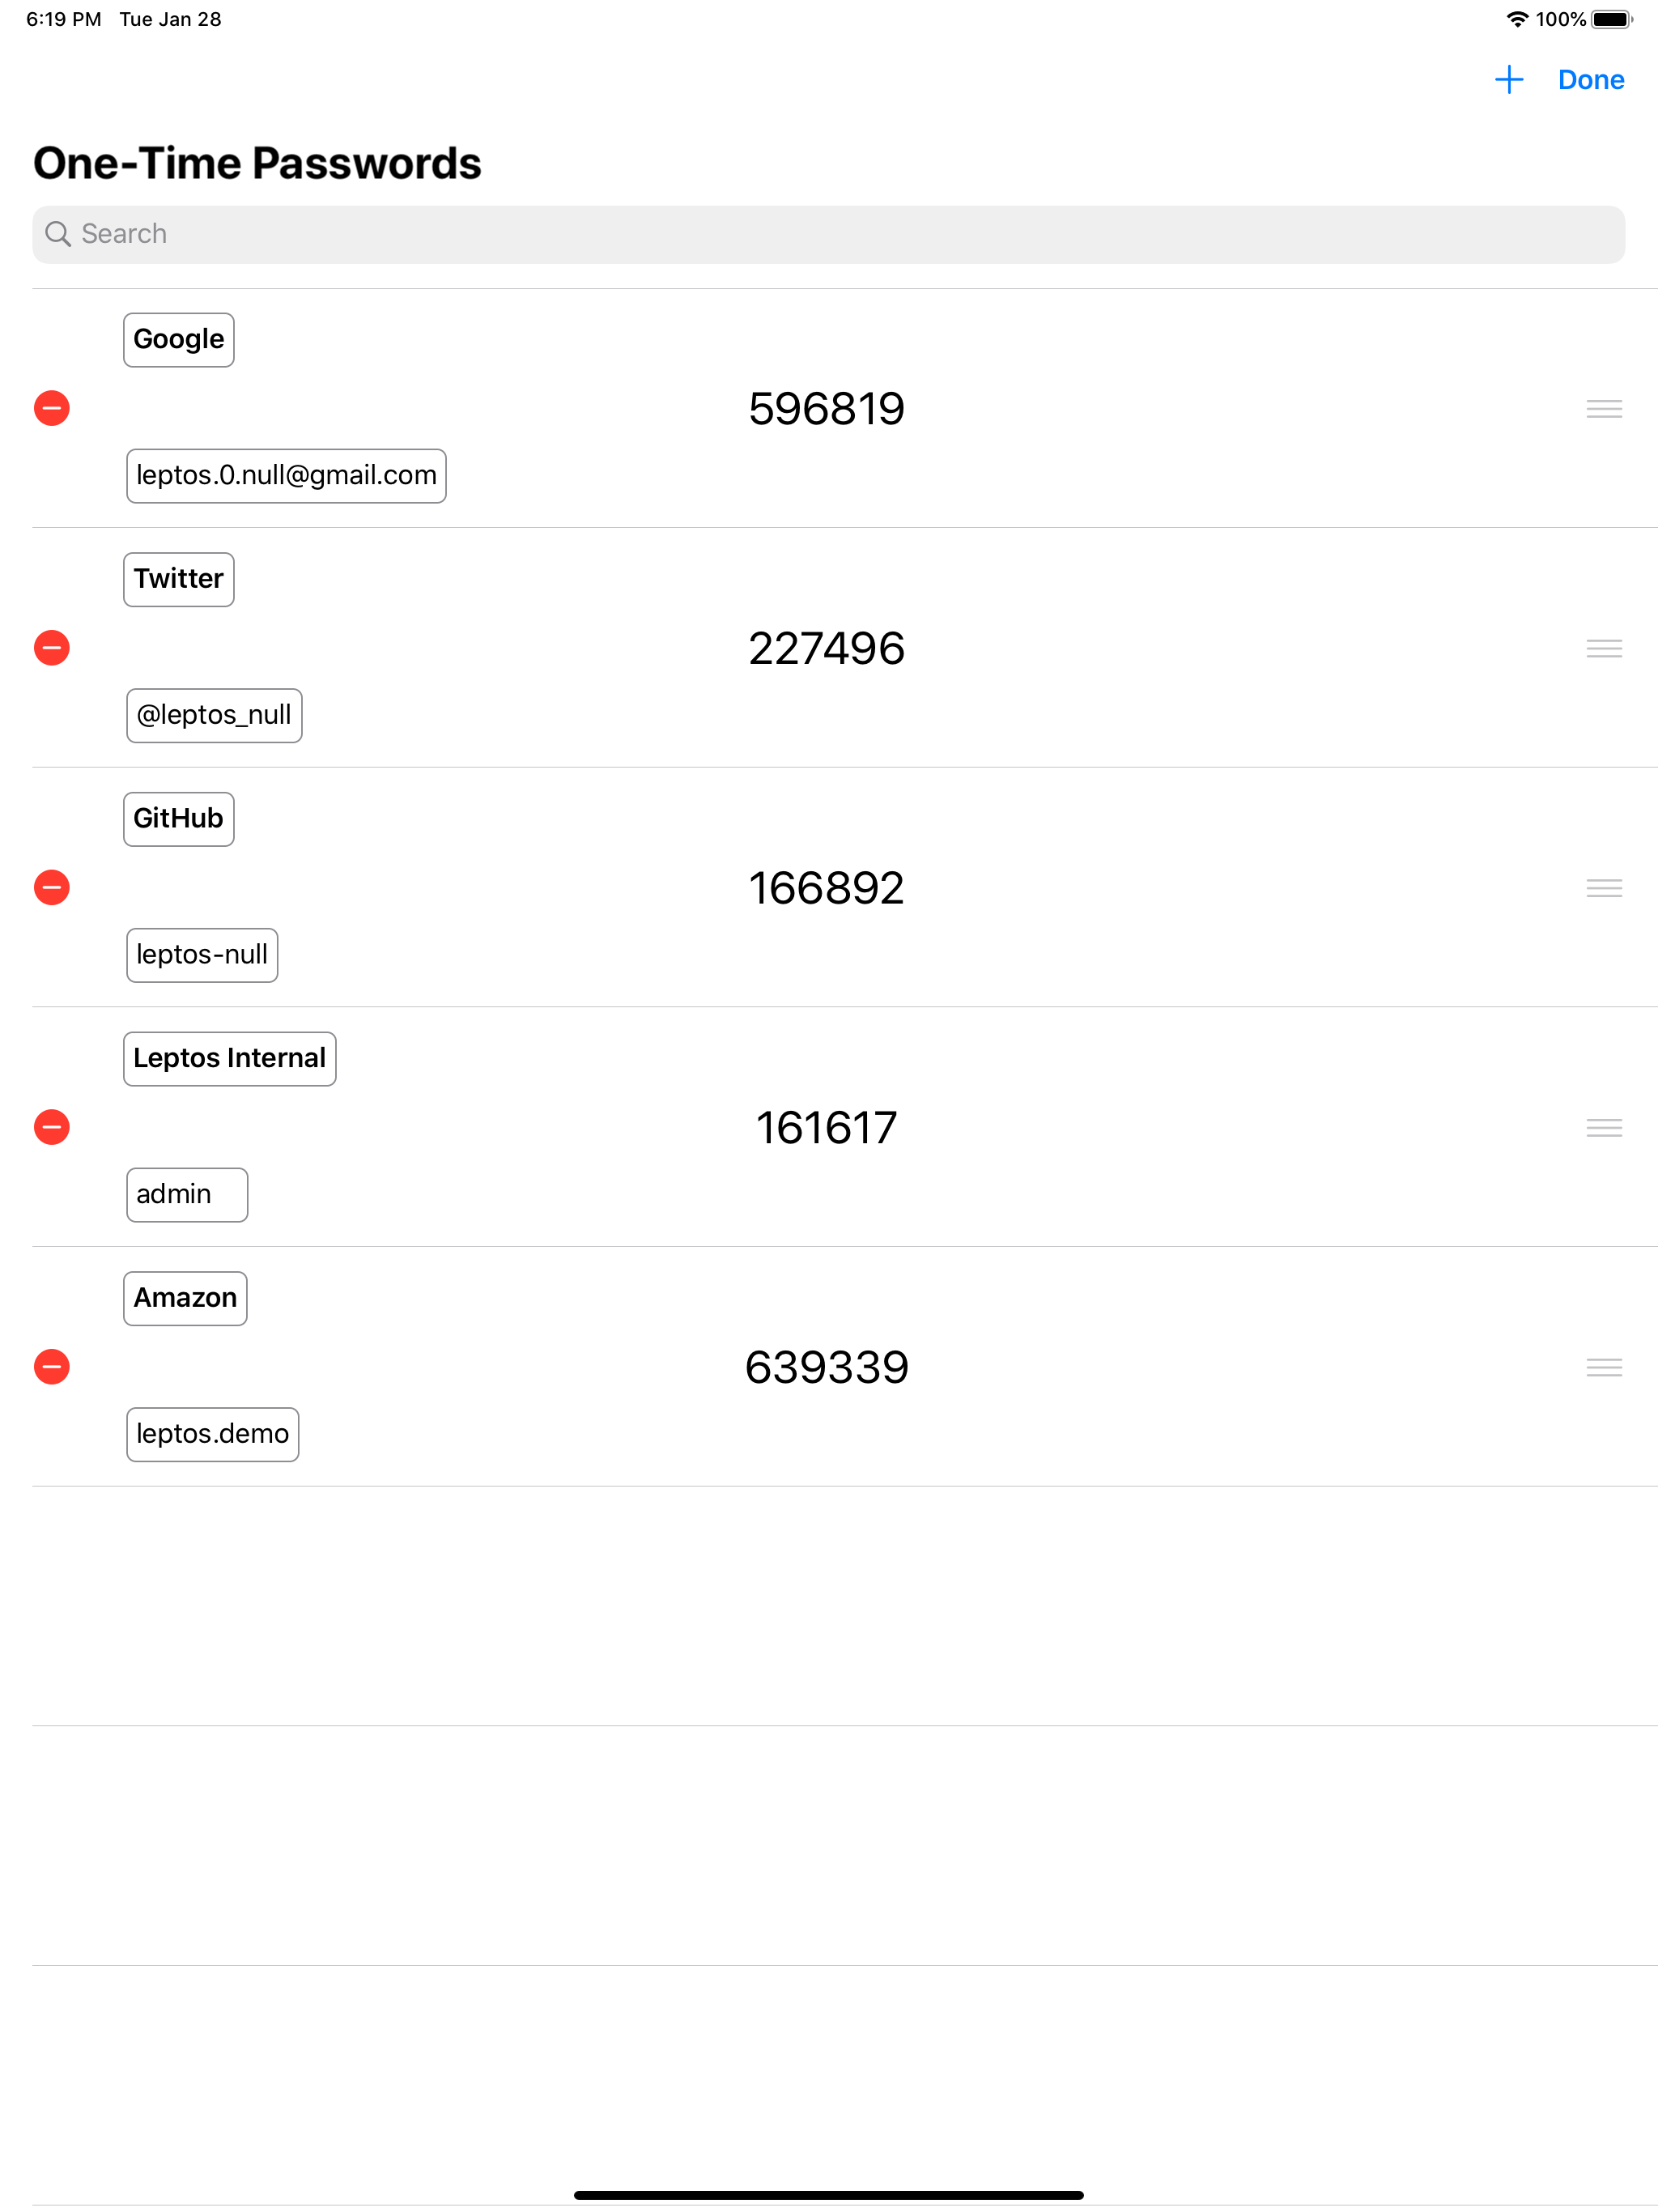 6:19 PM Tue Jan 28 100%
Done
One-Time Passwords
Search
Google
596819
leptos.0.null@gmail.com
Twitter
227496
@leptos_null
GitHub
166892
leptos-null
Leptos Internal
161617
admin
Amazon
639339
leptos.demo